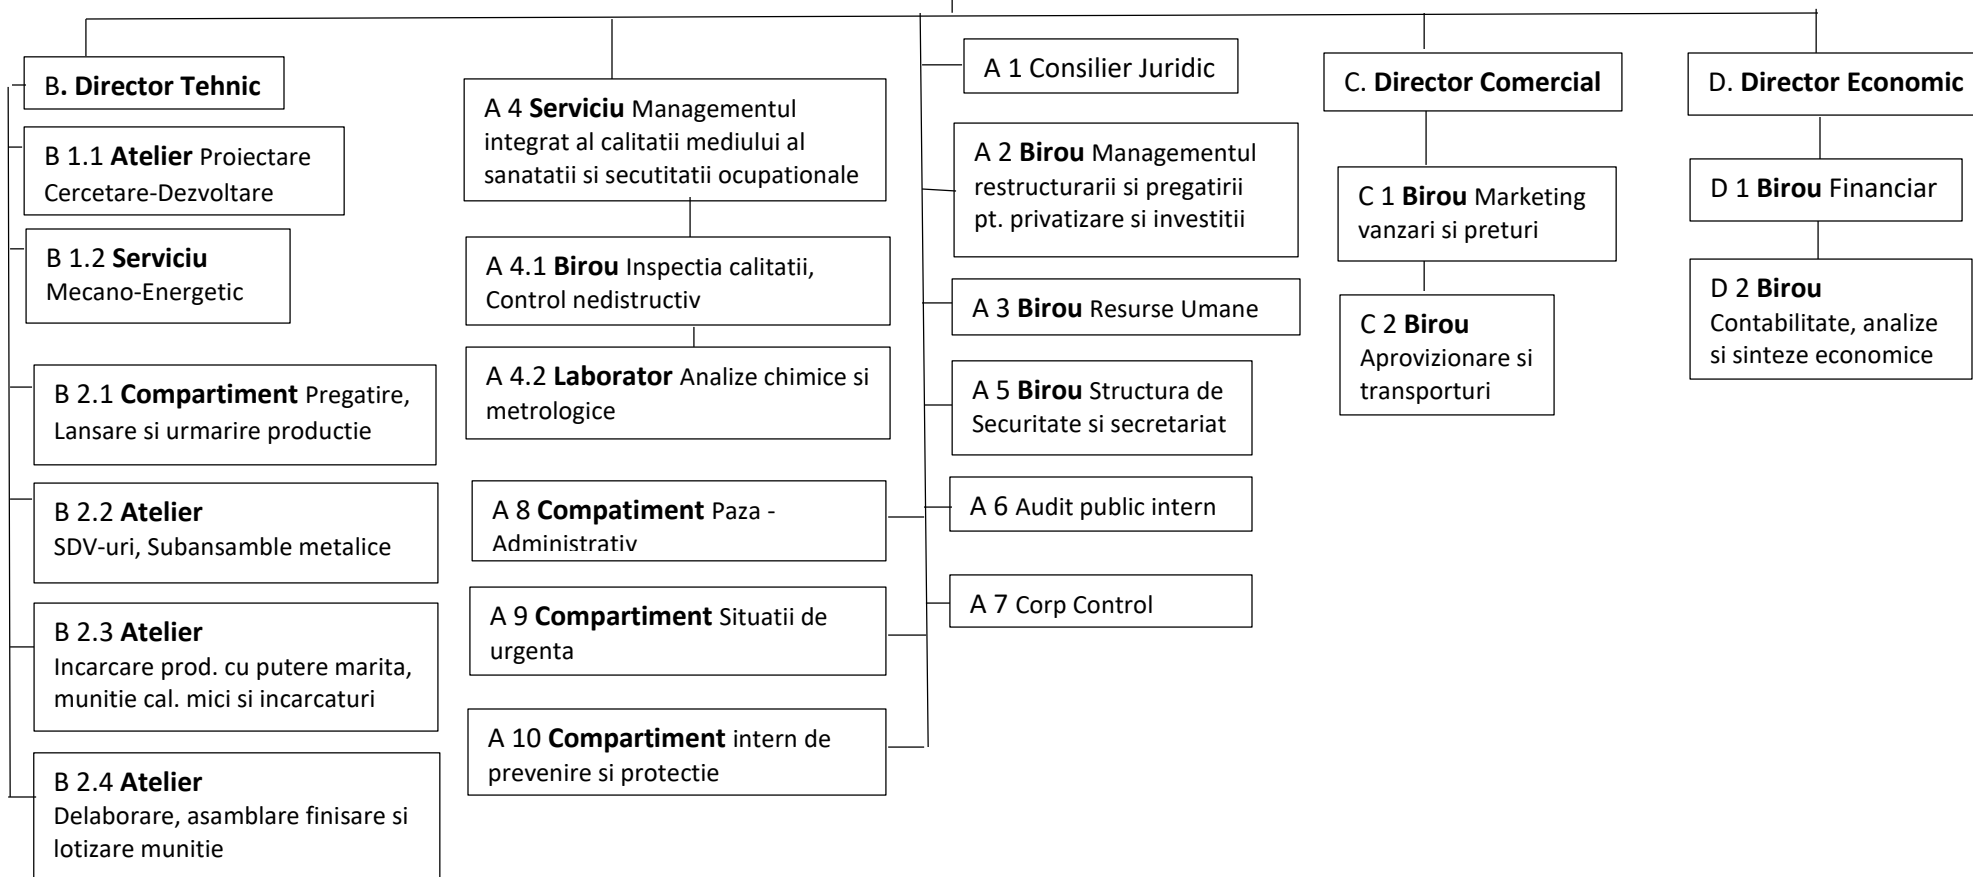 B. Director Tehnic
B 1.1 Atelier Proiectare
Cercetare-Dezvoltare
B 1.2 Serviciu
Mecano-Energetic
B 2.1 Compartiment Pregatire,
Lansare si urmarire productie
B 2.2 Atelier
SDV-uri, Subansamble metalice
B 2.3 Atelier
Incarcare prod. cu putere marita,
munitie cal. mici si incarcaturi
B 2.4 Atelier
Delaborare, asamblare finisare si
lotizare munitie
A 4 Serviciu Managementul
integrat al calitatii mediului al
sanatatii si secutitatii ocupationale
A 4.1 Birou Inspectia calitatii,
Control nedistructiv
A 4.2 Laborator Analize chimice si
metrologice
A 8 Compatiment Paza -
Administrativ
A 9 Compartiment Situatii de
urgenta
A 10 Compartiment intern de
prevenire si protectie
A 1 Consilier Juridic
A 2 Birou Managementul
restructurarii si pregatirii
pt. privatizare si investitii
A 3 Birou Resurse Umane
A 5 Birou Structura de
Securitate si secretariat
A 6 Audit public intern
A 7 Corp Control
C. Director Comercial
C 1 Birou Marketing
vanzari si preturi
C 2 Birou
Aprovizionare si
transporturi
D. Director Economic
D 1 Birou Financiar
D 2 Birou
Contabilitate, analize
si sinteze economice